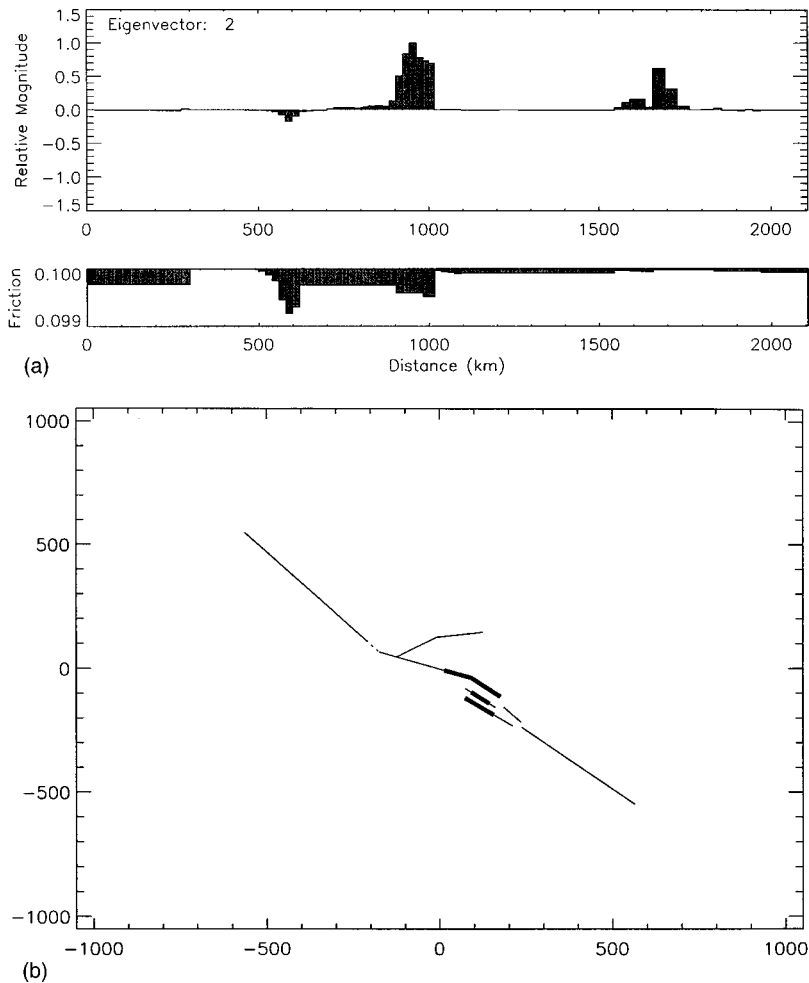 Eigenvector: 2
Relative Magnitude
1.5
1.0
0.5
0.0
−0.5
−1.0
−1.5
0 500 1000 1500 2000
Friction
0.100
0.099
0 500 1000 1500 2000
(a)
Distance (km)
1000
500
0
−500
−1000
−1000 −500 0 500 1000
(b)